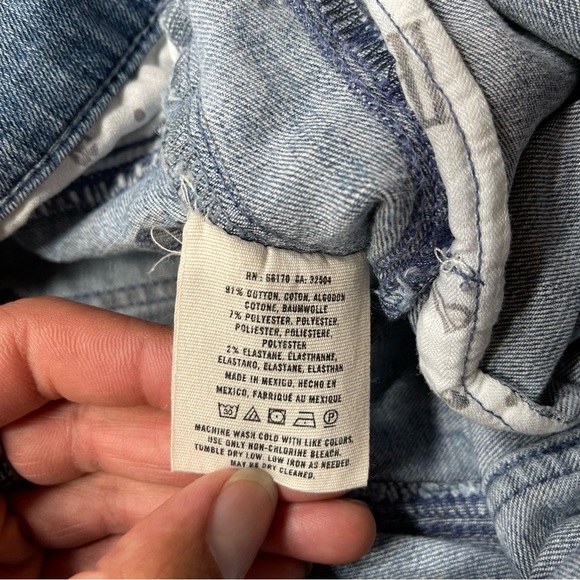 RN: 66170 CA: 32504
91% COTTON, COTON, ALGODON
COTONE, BAUMWOLLE
7% POLYESTER, POLYESTER
POLIESTER, POLIESTERE,
POLYESTER
2% ELASTANE, ÉLASTHANNE,
ELASTANO, ELASTAN, ELASTHAN
MADE IN MEXICO, HECHO EN
MEXICO, FABRIQUÉ AU MEXIQUE
MACHINE WASH COLD WITH LIKE COLORS.
USE ONLY NON-CHLORINE BLEACH.
TUMBLE DRY LOW. LOW IRON AS NEEDED.
MAY BE DRY CLEANED.